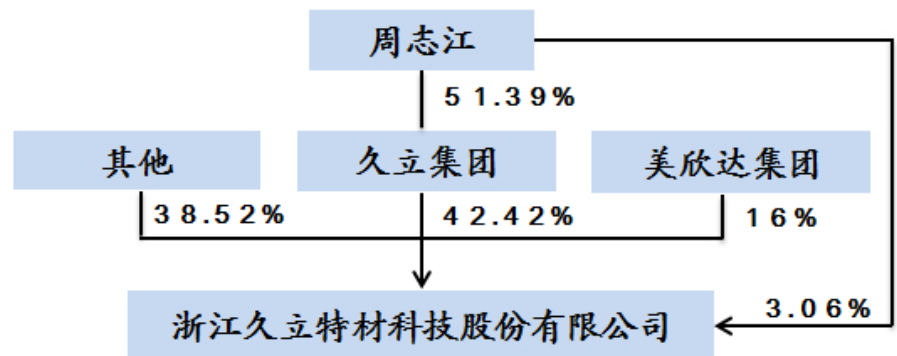 周志江
51.39%
其他
久立集团
美欣达集团
38.52%
42.42%
16%
浙江久立特材科技股份有限公司
3.06%